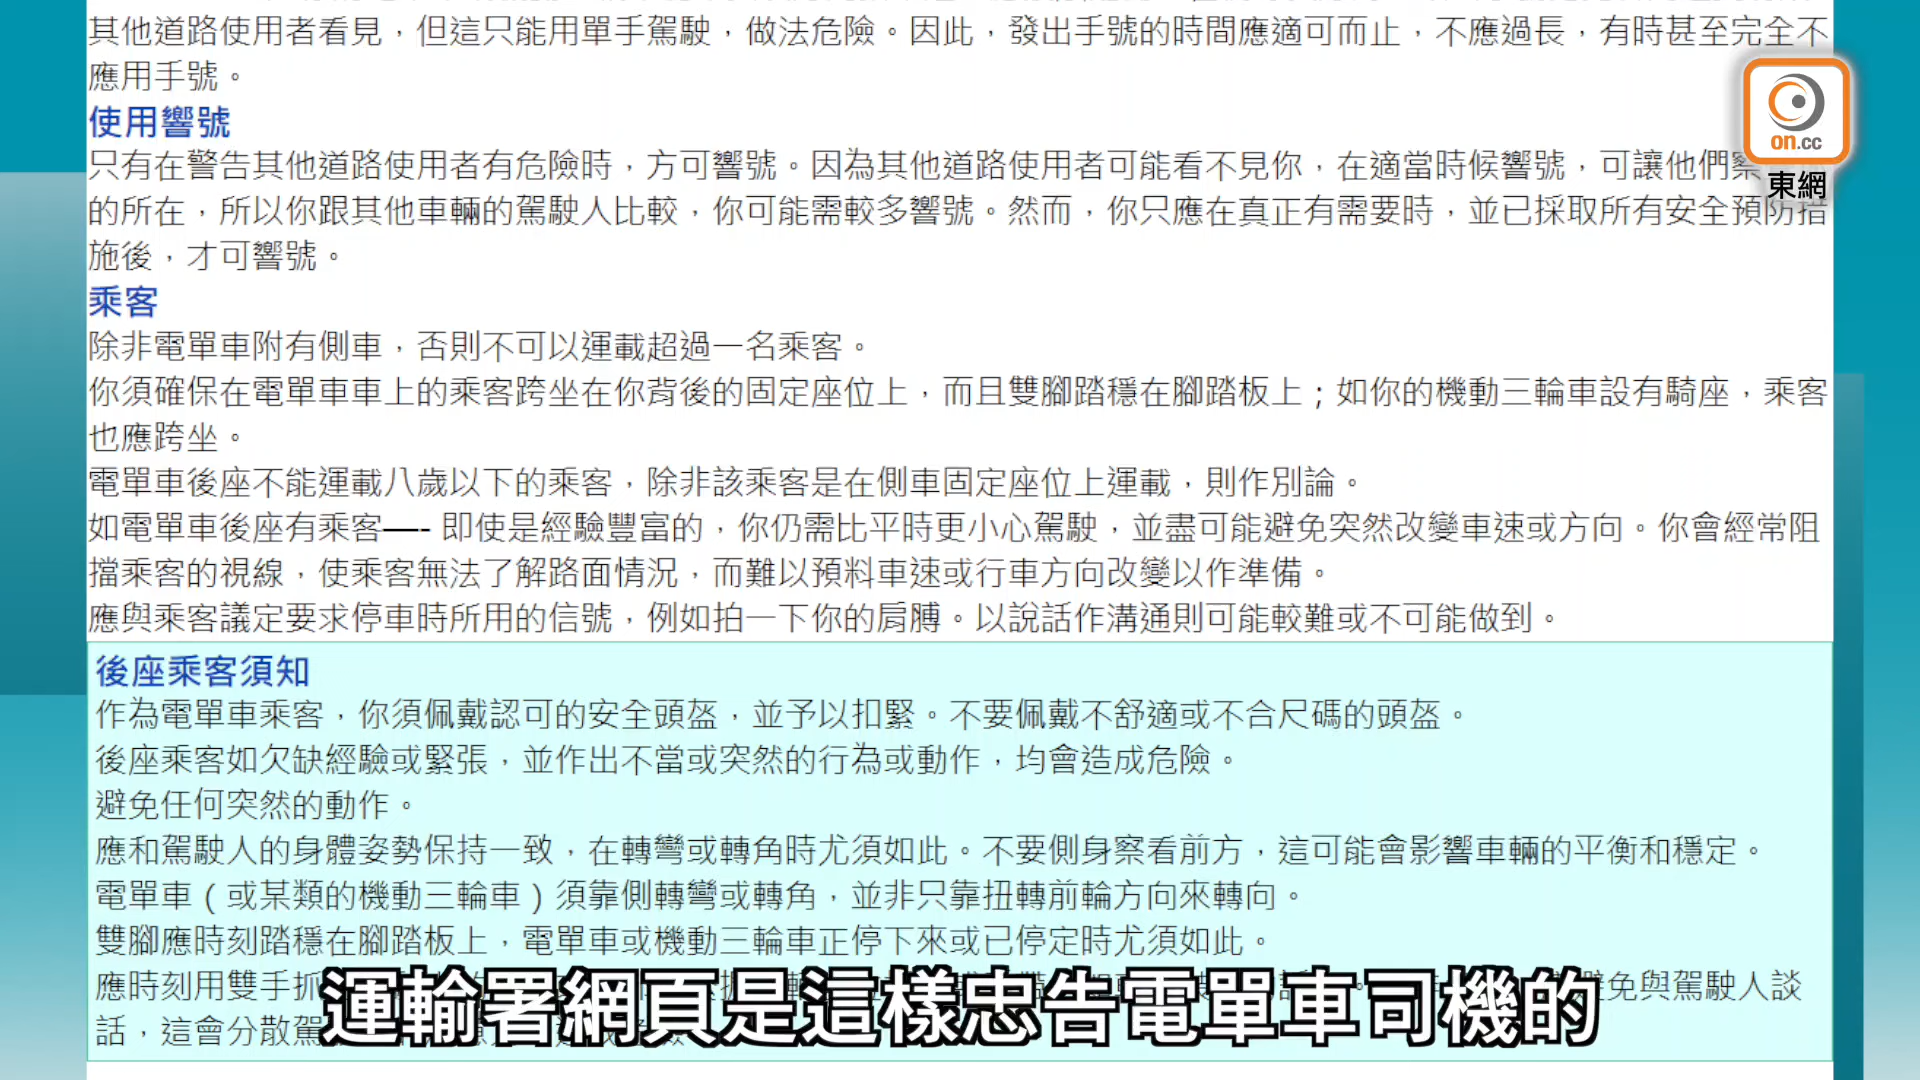 其他道路使用者看見，但這只能用單手駕駛，做法危險。因此，發出手號的時間應適可而止，不應過長，有時甚至完全不
應用手號。
使用響號
只有在警告其他道路使用者有危險時，方可響號。因為其他道路使用者可能看不見你，在適當時候響號，可讓他們察
的所在，所以你跟其他車輛的駕駛人比較，你可能需較多響號。然而，你只應在真正有需要時，並已採取所有安全預防措
施後，才可響號。
on.cc
東網
乘客
除非電單車附有側車，否則不可以運載超過一名乘客。
你須確保在電單車車上的乘客跨坐在你背後的固定座位上，而且雙腳踏穩在腳踏板上；如你的機動三輪車設有騎座，乘客
也應跨坐。
電單車後座不能運載八歲以下的乘客，除非該乘客是在側車固定座位上運載，則作別論。
如電單車後座有乘客—- 即使是經驗豐富的，你仍需比平時更小心駕駛，並盡可能避免突然改變車速或方向。你會經常阻
擋乘客的視線，使乘客無法了解路面情況，而難以預料車速或行車方向改變以作準備。
應與乘客議定要求停車時所用的信號，例如拍一下你的肩膊。以說話作溝通則可能較難或不可能做到。
後座乘客須知
作為電單車乘客，你須佩戴認可的安全頭盔，並予以扣緊。不要佩戴不舒適或不合尺碼的頭盔。
後座乘客如欠缺經驗或緊張，並作出不當或突然的行為或動作，均會造成危險。
避免任何突然的動作。
應和駕駛人的身體姿勢保持一致，在轉彎或轉角時尤須如此。不要側身察看前方，這可能會影響車輛的平衡和穩定。
電單車（或某類的機動三輪車）須靠側轉彎或轉角，並非只靠扭轉前輪方向來轉向。
雙腳應時刻踏穩在腳踏板上，電單車或機動三輪車正停下來或已停定時尤須如此。
應時刻用雙手抓 避免與駕駛人談
話，這會分散駕
運輸署網頁是這樣忠告電單車司機的